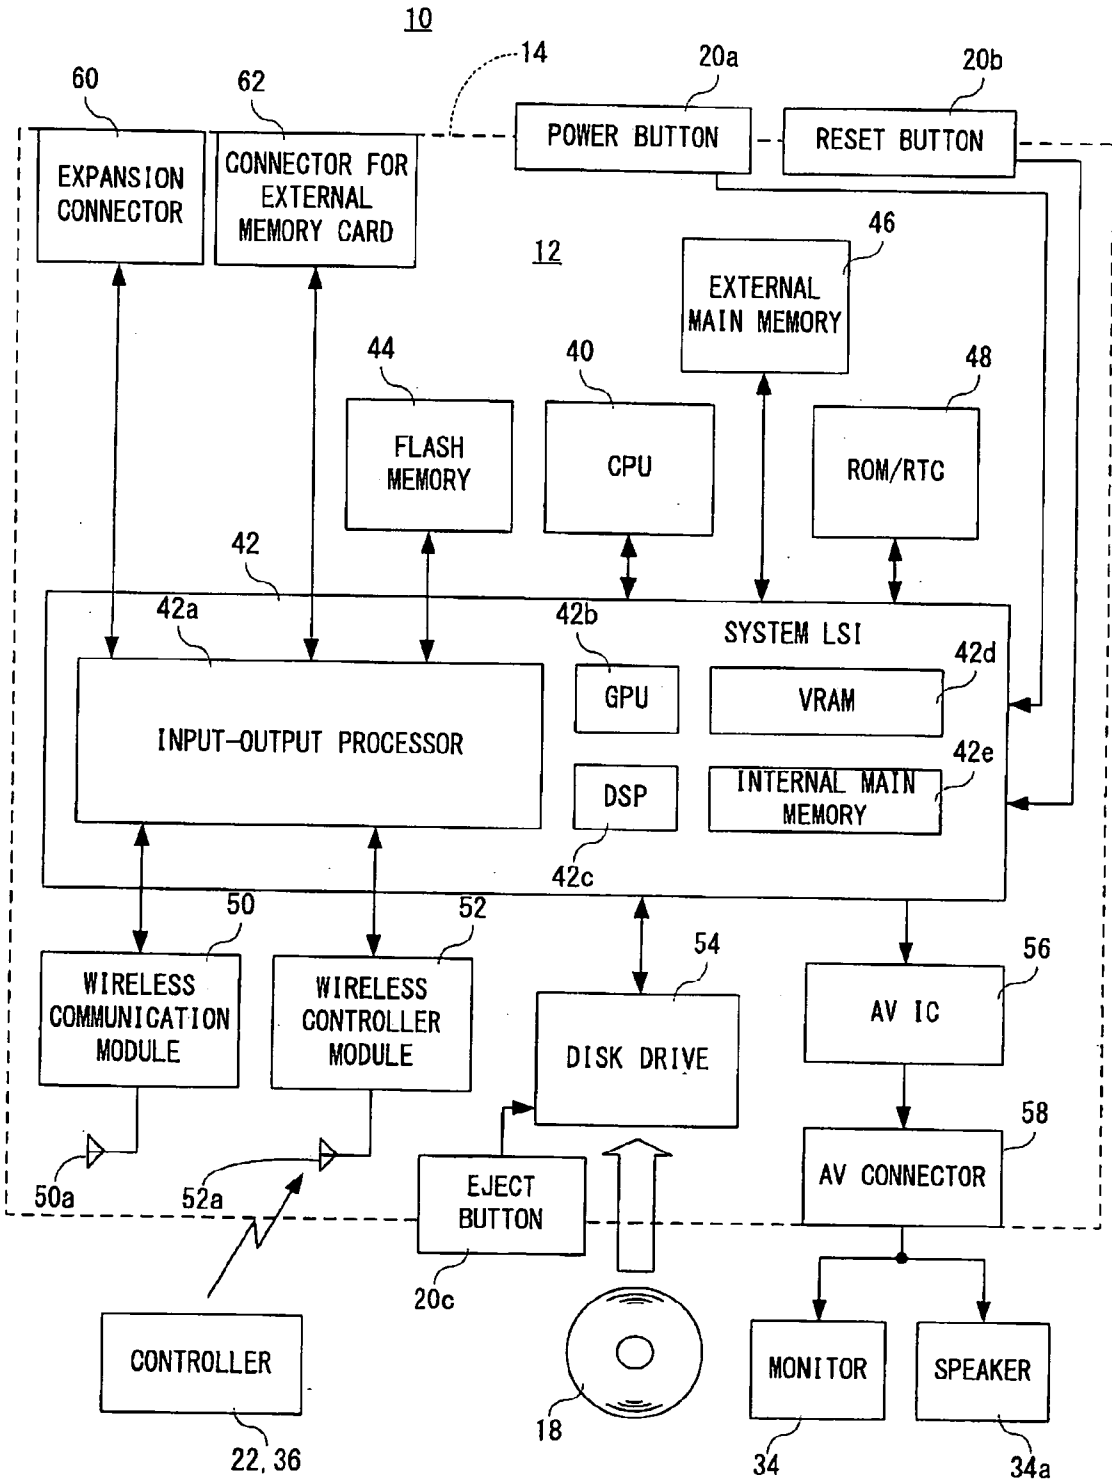 10
14
20a
20b
60
62
POWER BUTTON
RESET BUTTON
EXPANSION
CONNECTOR
CONNECTOR FOR
EXTERNAL
MEMORY CARD
12
46
EXTERNAL
MAIN MEMORY
44
40
48
FLASH
MEMORY
CPU
ROM/RTC
42
42a
42b
SYSTEM LSI
42d
INPUT-OUTPUT PROCESSOR
GPU
VRAM
42e
DSP
INTERNAL MAIN
MEMORY
42c
50
52
54
56
WIRELESS
COMMUNICATION
MODULE
WIRELESS
CONTROLLER
MODULE
DISK DRIVE
AV IC
58
50a
52a
EJECT
BUTTON
AV CONNECTOR
20c
CONTROLLER
18
MONITOR
SPEAKER
22, 36
34
34a